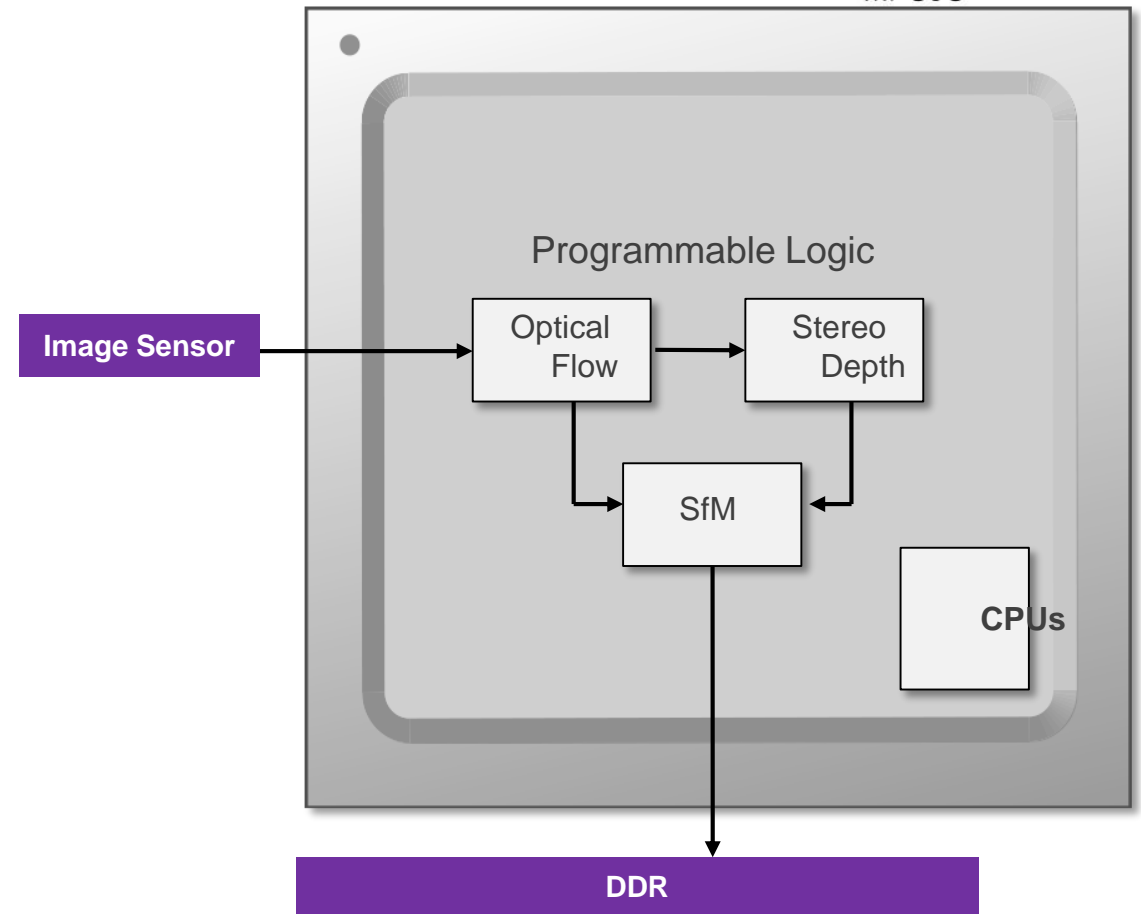 Programmable Logic
Image Sensor
Optical
Flow
Stereo
Depth
SfM
CPUs
DDR